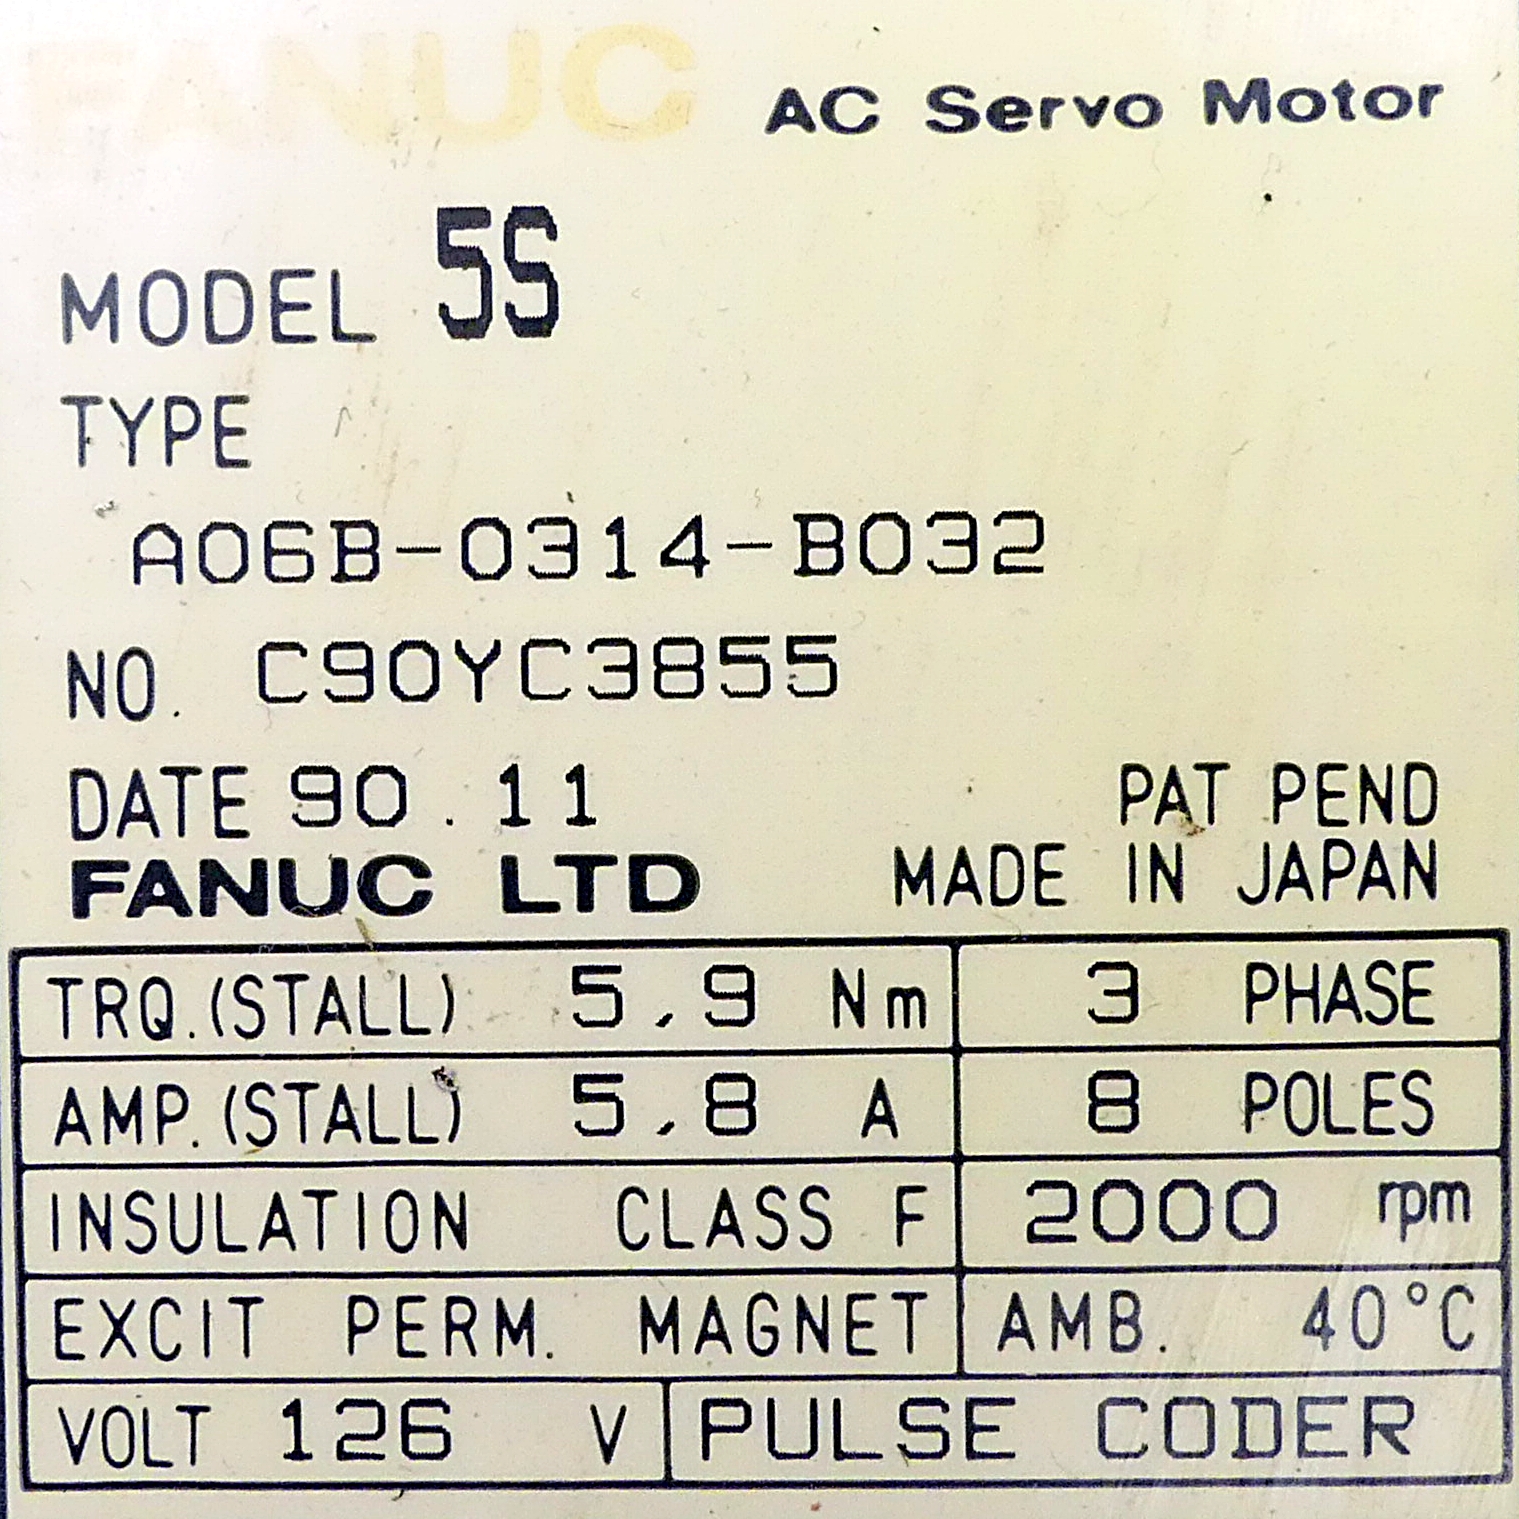 FANUC AC Servo Motor
MODEL 5S
TYPE
A06B-0314-B032
NO. C90YC3855
DATE 90.11 PAT PEND
FANUC LTD MADE IN JAPAN
TRQ.(STALL) 5.9 Nm 3 PHASE
AMP.(STALL) 5.8 A 8 POLES
INSULATION CLASS F 2000 rpm
EXCIT PERM. MAGNET AMB. 40°C
VOLT 126 V PULSE CODER